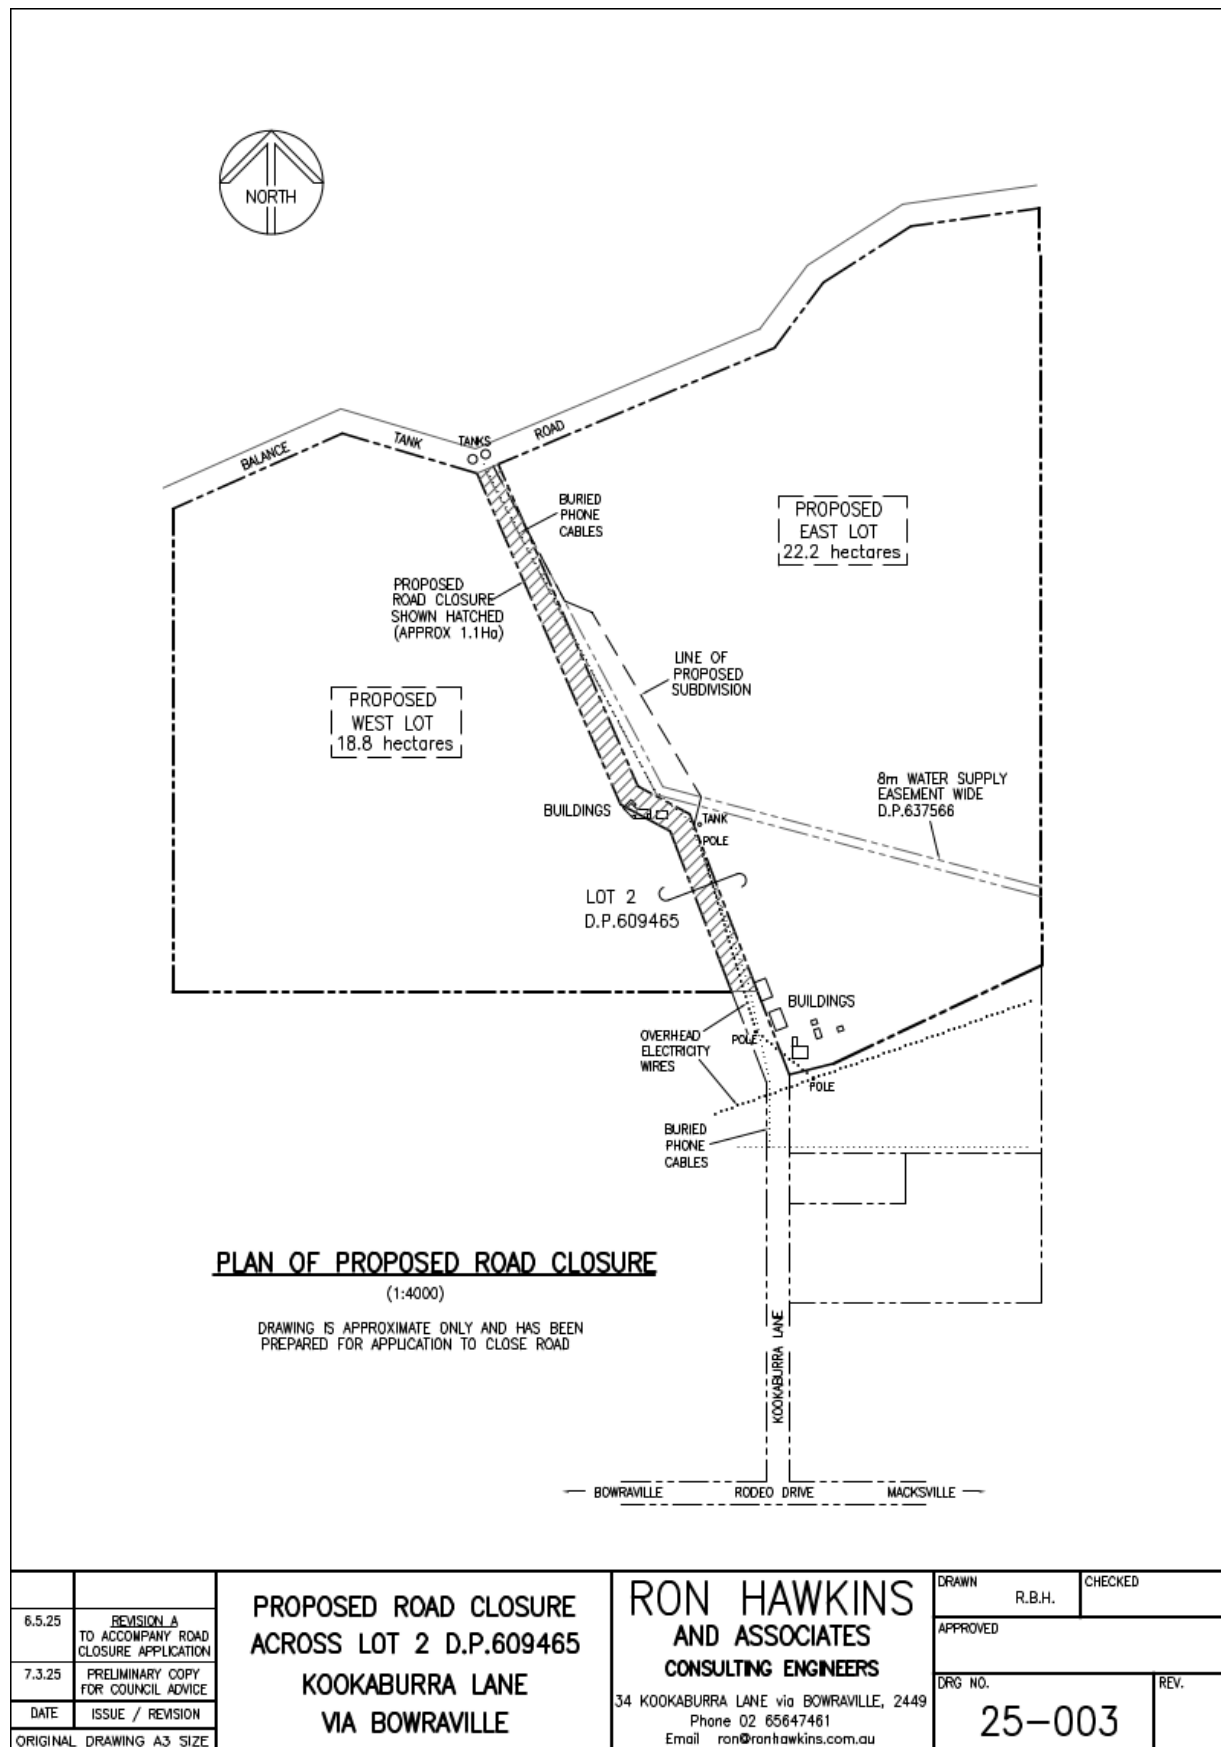 NORTH
BALANCE
TANK
TANKS
ROAD
BURIED
PHONE
CABLES
PROPOSED
EAST LOT
22.2 hectares
PROPOSED
ROAD CLOSURE
SHOWN HATCHED
(APPROX 1.1Ha)
LINE OF
PROPOSED
SUBDIVISION
PROPOSED
WEST LOT
18.8 hectares
8m WATER SUPPLY
EASEMENT WIDE
D.P.637566
BUILDINGS
TANK
POLE
LOT 2
D.P.609465
BUILDINGS
OVERHEAD
ELECTRICITY
WIRES
POLE
POLE
BURIED
PHONE
CABLES
PLAN OF PROPOSED ROAD CLOSURE
(1:4000)
DRAWING IS APPROXIMATE ONLY AND HAS BEEN
PREPARED FOR APPLICATION TO CLOSE ROAD
KOOKABURRA LANE
BOWRAVILLE RODEO DRIVE MACKSVILLE
6.5.25 REVISION A
TO ACCOMPANY ROAD
CLOSURE APPLICATION
7.3.25 PRELIMINARY COPY
FOR COUNCIL ADVICE
DATE ISSUE / REVISION
ORIGINAL DRAWING A3 SIZE
PROPOSED ROAD CLOSURE
ACROSS LOT 2 D.P.609465
KOOKABURRA LANE
VIA BOWRAVILLE
RON HAWKINS
AND ASSOCIATES
CONSULTING ENGINEERS
34 KOOKABURRA LANE via BOWRAVILLE, 2449
Phone 02 65647461
Email ron@ronhawkins.com.au
DRAWN R.B.H. CHECKED
APPROVED
DRG NO. REV.
25-003